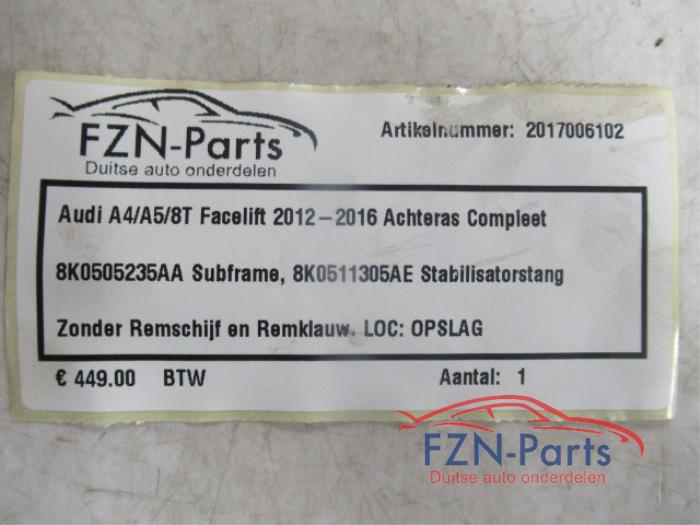 FZN-Parts
Duitse auto onderdelen
Artikelnummer: 2017006102
Audi A4/A5/8T Facelift 2012-2016 Achteras Compleet
8K0505235AA Subframe, 8K0511305AE Stabilisatorstang
Zonder Remschijf en Remklauw. LOC: OPSLAG
€ 449.00 BTW Aantal: 1
FZN-Parts
Duitse auto onderdelen